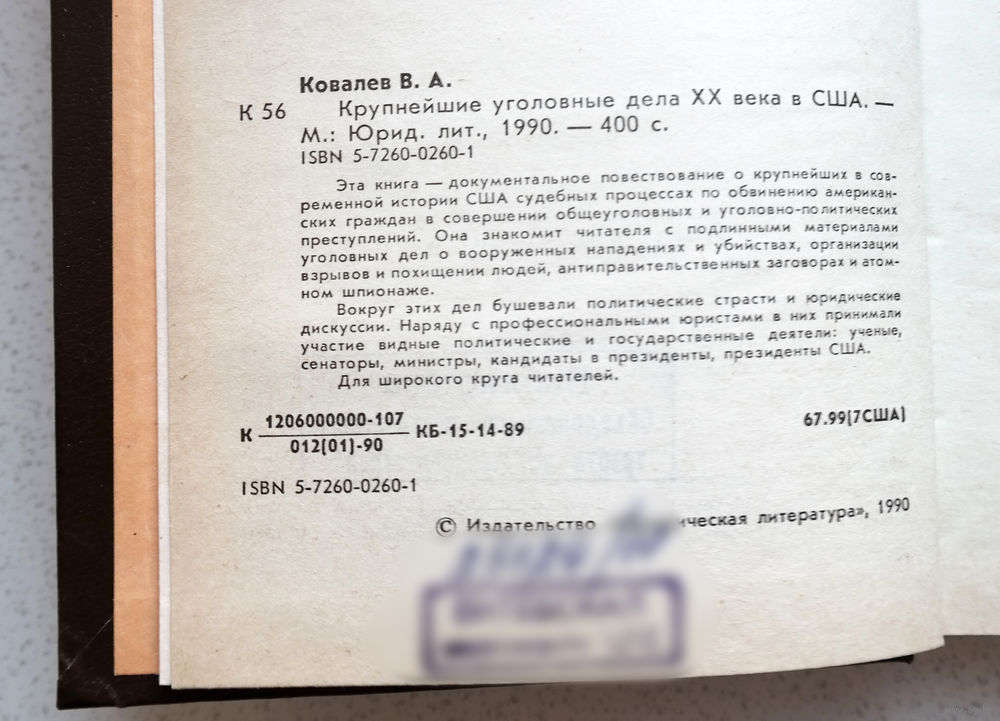 Ковалев В. А.
К 56 Крупнейшие уголовные дела XX века в США. —
М.: Юрид. лит., 1990. — 400 с.
ISBN 5-7260-0260-1
Эта книга — документальное повествование о крупнейших в сов-
ременной истории США судебных процессах по обвинению американ-
ских граждан в совершении общеуголовных и уголовно-политических
преступлений. Она знакомит читателя с подлинными материалами
уголовных дел о вооруженных нападениях и убийствах, организации
взрывов и похищении людей, антиправительственных заговорах и атом-
ном шпионаже.
Вокруг этих дел бушевали политические страсти и юридические
дискуссии. Наряду с профессиональными юристами в них принимали
участие видные политические и государственные деятели: ученые,
сенаторы, министры, кандидаты в президенты, президенты США.
Для широкого круга читателей.
К 1206000000-107
012(01)-90
КБ-15-14-89
67.99(7США)
ISBN 5-7260-0260-1
© Издательство ическая литература», 1990